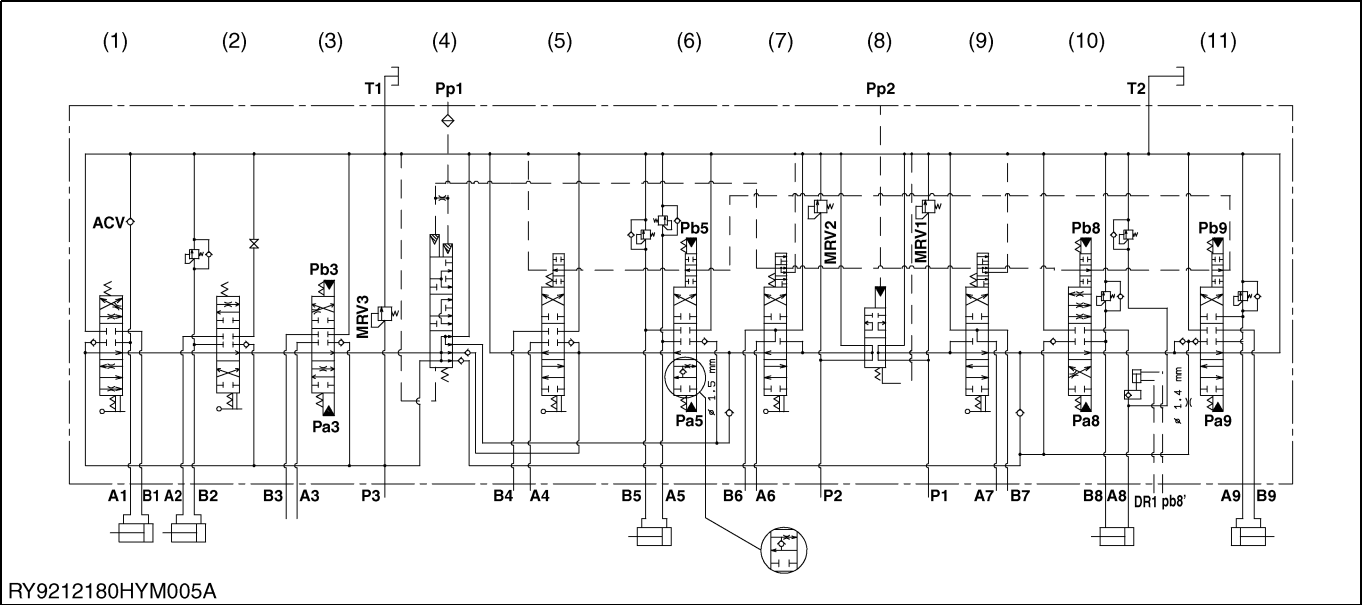 (1) (2) (3) (4) (5) (6) (7) (8) (9) (10) (11)
T1 Pp1 Pp2 T2
ACV
Pb5 Pb8 Pb9
MRV2 MRV1
Pb3
MRV3
ø 1.5 mm
ø 1.4 mm
Pa3 Pa5 Pa8 Pa9
A1 B1 A2 B2 B3 A3 P3 B4 A4 B5 A5 B6 A6 P2 P1 A7 B7 B8 A8 DR1 pb8' A9 B9
RY9212180HYM005A